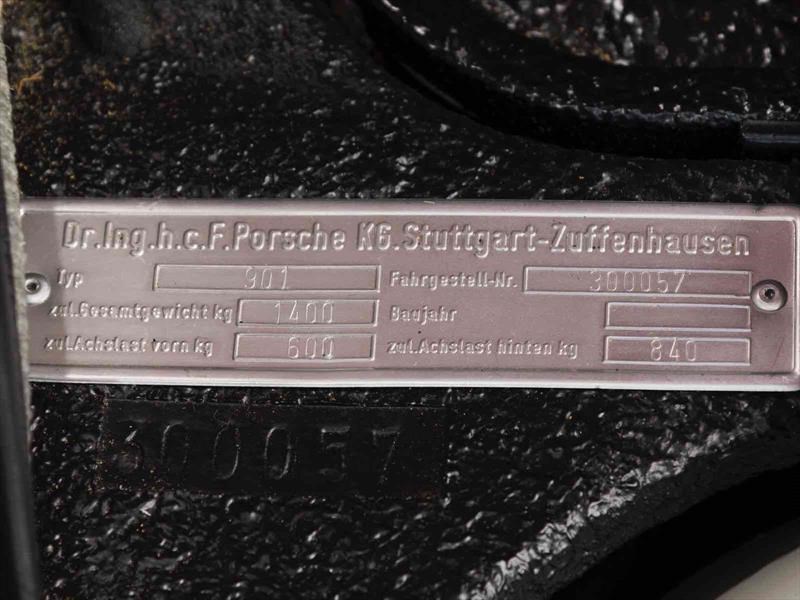 Dr.Ing.h.c.F.Porsche KG.Stuttgart-Zuffenhausen
Typ 901 Fahrgestell-Nr. 300057
zul.Gesamtgewicht kg 1400 Baujahr
zul.Achslast vorn kg 600 zul.Achslast hinten kg 840
300057